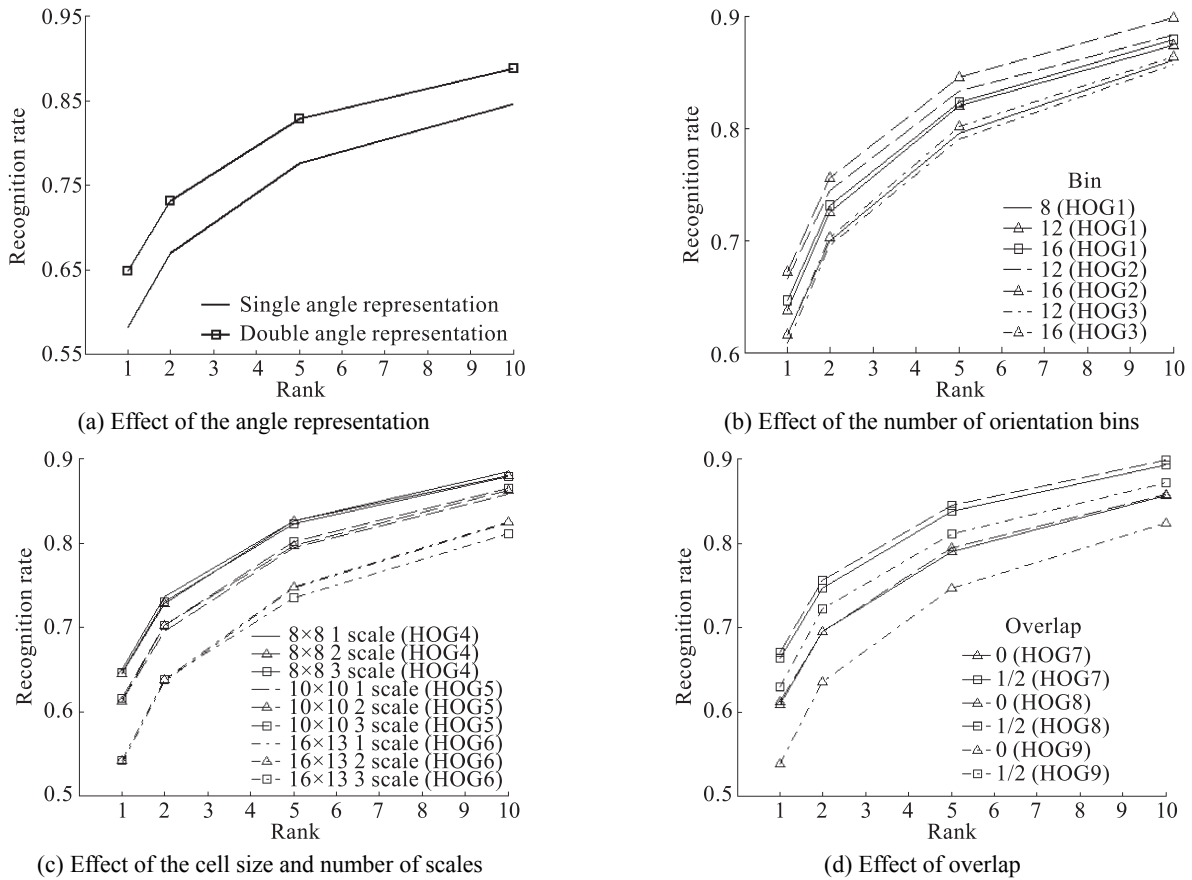 0.95
0.85
0.75
0.65
0.55
Recognition rate
Single angle representation
Double angle representation
1 2 3 4 5 6 7 8 9 10
Rank
(a) Effect of the angle representation
0.9
0.8
0.7
0.6
Recognition rate
Bin
8 (HOG1)
12 (HOG1)
16 (HOG1)
12 (HOG2)
16 (HOG2)
12 (HOG3)
16 (HOG3)
1 2 3 4 5 6 7 8 9 10
Rank
(b) Effect of the number of orientation bins
0.9
0.8
0.7
0.6
0.5
Recognition rate
8×8 1 scale (HOG4)
8×8 2 scale (HOG4)
8×8 3 scale (HOG4)
10×10 1 scale (HOG5)
10×10 2 scale (HOG5)
10×10 3 scale (HOG5)
16×13 1 scale (HOG6)
16×13 2 scale (HOG6)
16×13 3 scale (HOG6)
1 2 3 4 5 6 7 8 9 10
Rank
(c) Effect of the cell size and number of scales
0.9
0.8
0.7
0.6
0.5
Recognition rate
Overlap
0 (HOG7)
1/2 (HOG7)
0 (HOG8)
1/2 (HOG8)
0 (HOG9)
1/2 (HOG9)
1 2 3 4 5 6 7 8 9 10
Rank
(d) Effect of overlap